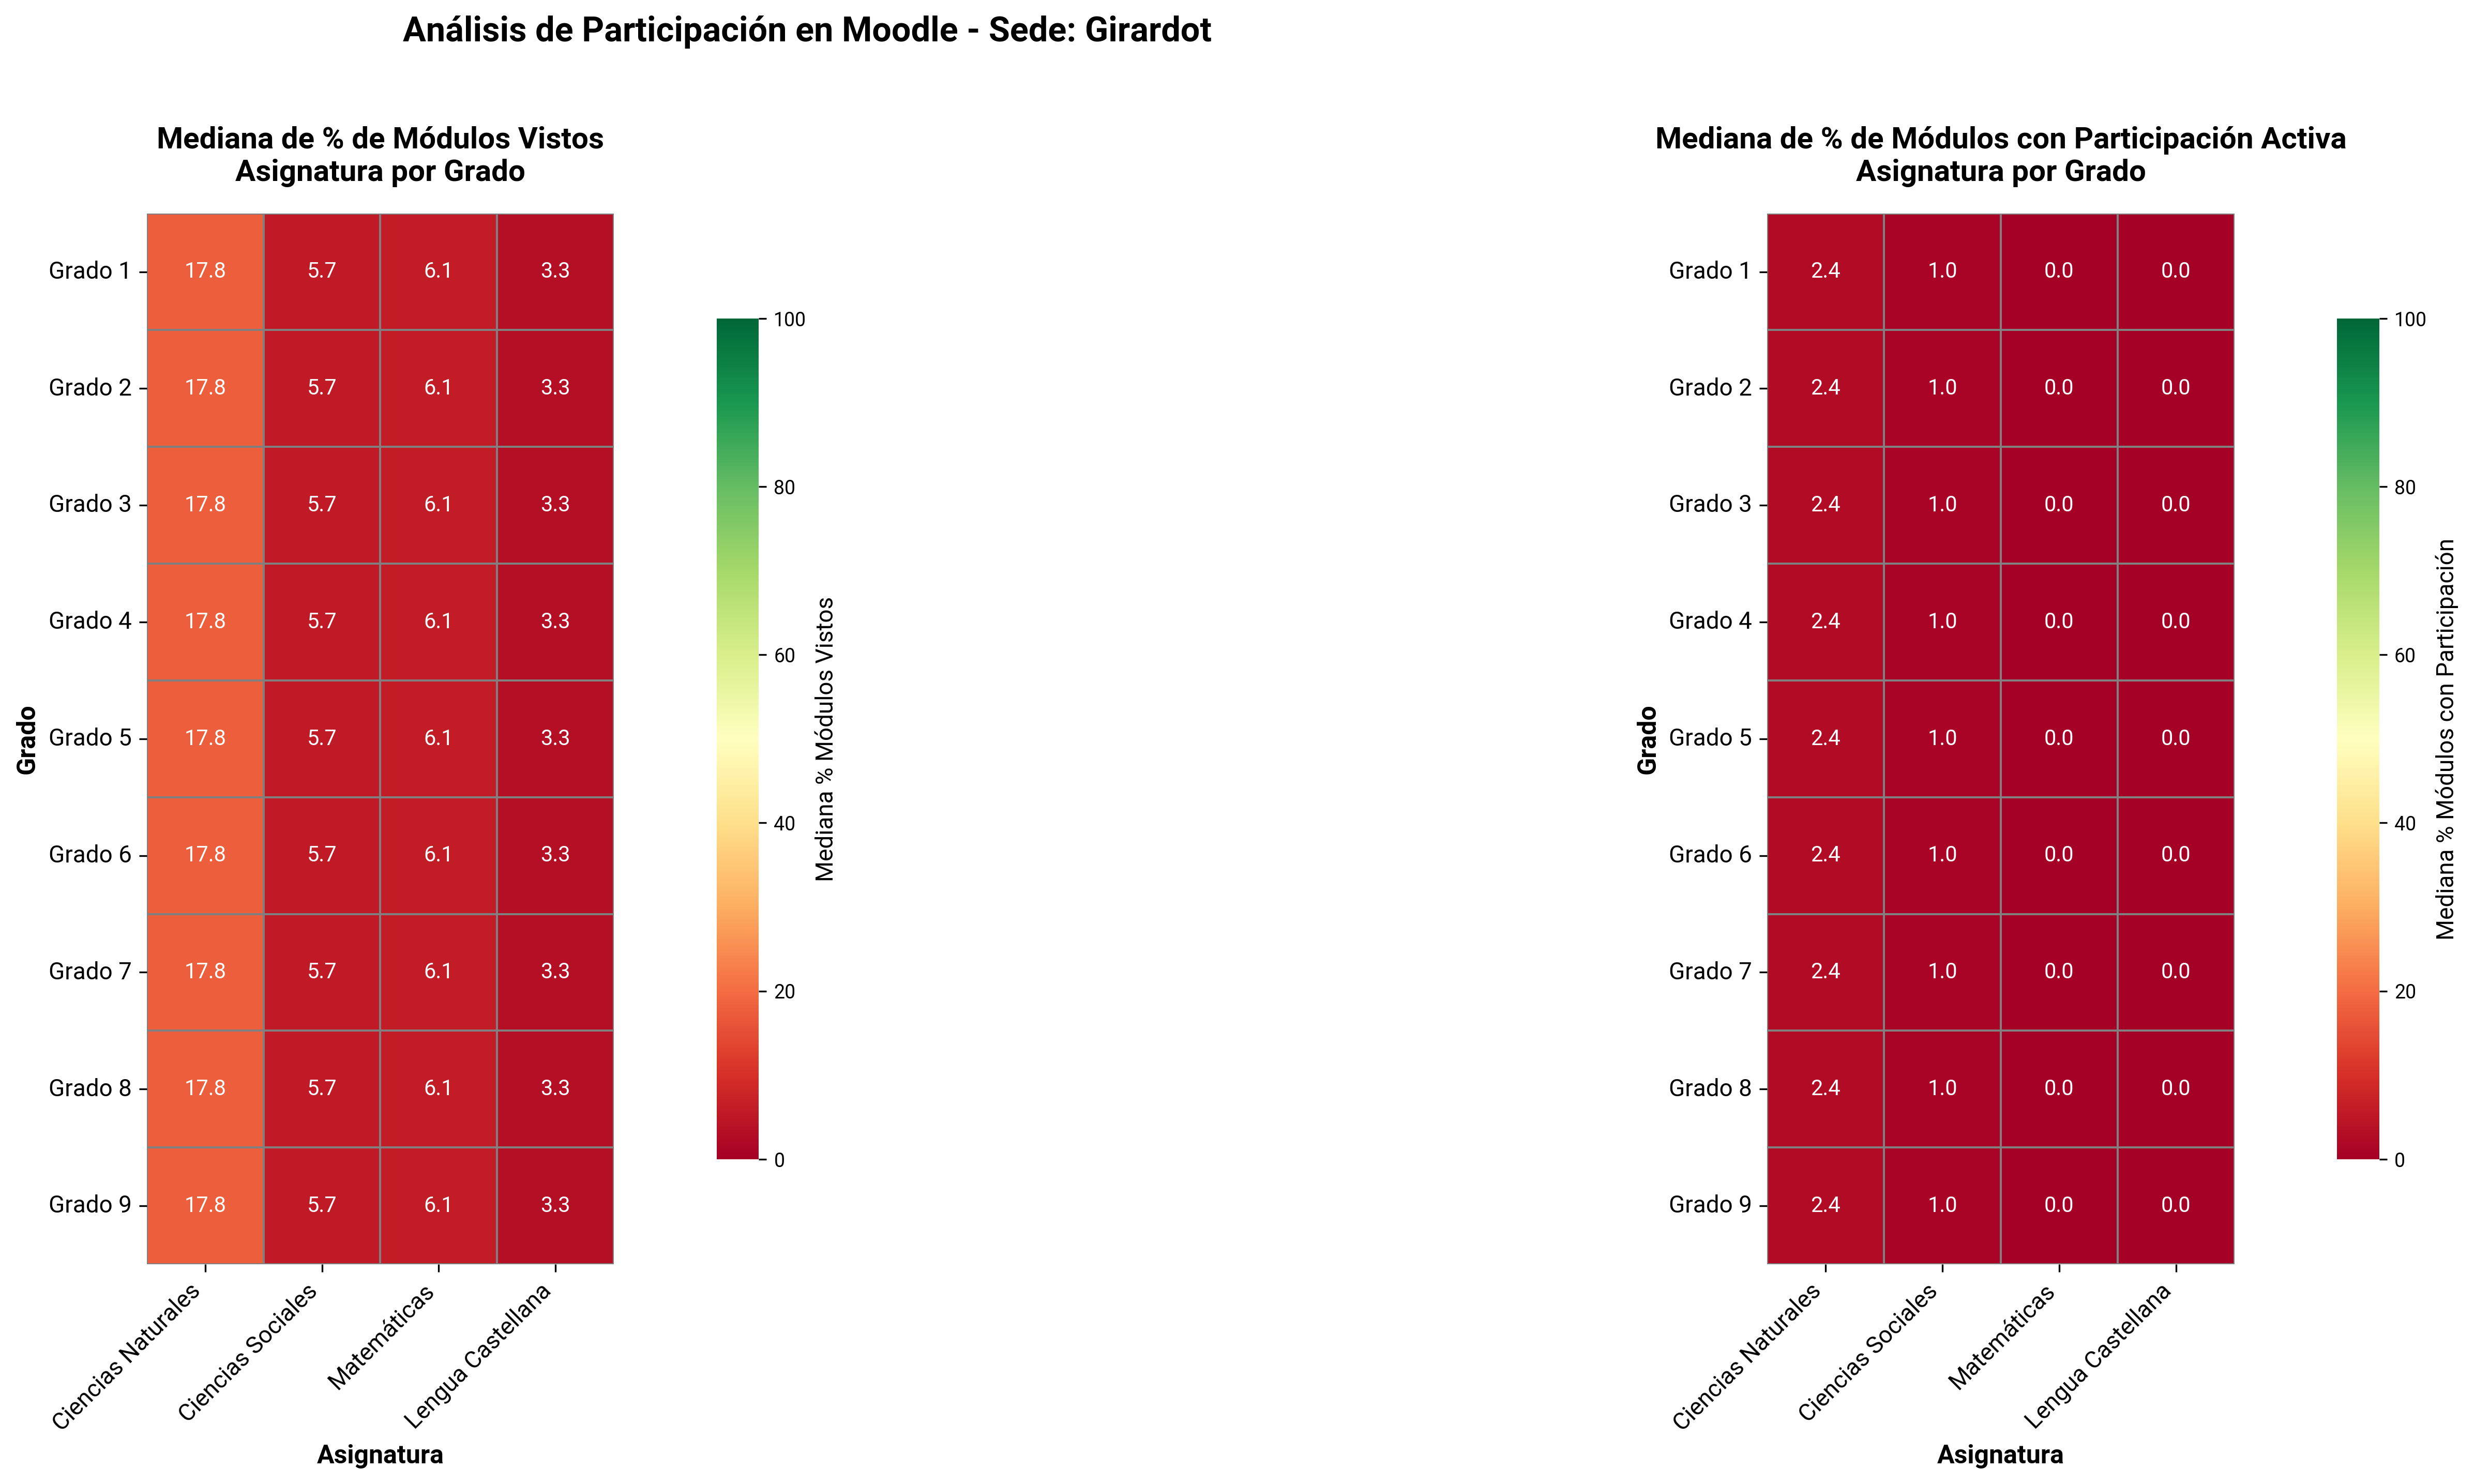 Análisis de Participación en Moodle - Sede: Girardot
Mediana de % de Módulos Vistos
Asignatura por Grado
Grado 1 17.8 5.7 6.1 3.3
Grado 2 17.8 5.7 6.1 3.3
Grado 3 17.8 5.7 6.1 3.3
Grado 4 17.8 5.7 6.1 3.3
Grado 5 17.8 5.7 6.1 3.3
Grado 6 17.8 5.7 6.1 3.3
Grado 7 17.8 5.7 6.1 3.3
Grado 8 17.8 5.7 6.1 3.3
Grado 9 17.8 5.7 6.1 3.3
Grado
Ciencias Naturales
Ciencias Sociales
Matemáticas
Lengua Castellana
Asignatura
100
80
60
40
20
0
Mediana % Módulos Vistos
Mediana de % de Módulos con Participación Activa
Asignatura por Grado
Grado 1 2.4 1.0 0.0 0.0
Grado 2 2.4 1.0 0.0 0.0
Grado 3 2.4 1.0 0.0 0.0
Grado 4 2.4 1.0 0.0 0.0
Grado 5 2.4 1.0 0.0 0.0
Grado 6 2.4 1.0 0.0 0.0
Grado 7 2.4 1.0 0.0 0.0
Grado 8 2.4 1.0 0.0 0.0
Grado 9 2.4 1.0 0.0 0.0
Grado
Ciencias Naturales
Ciencias Sociales
Matemáticas
Lengua Castellana
Asignatura
100
80
60
40
20
0
Mediana % Módulos con Participación